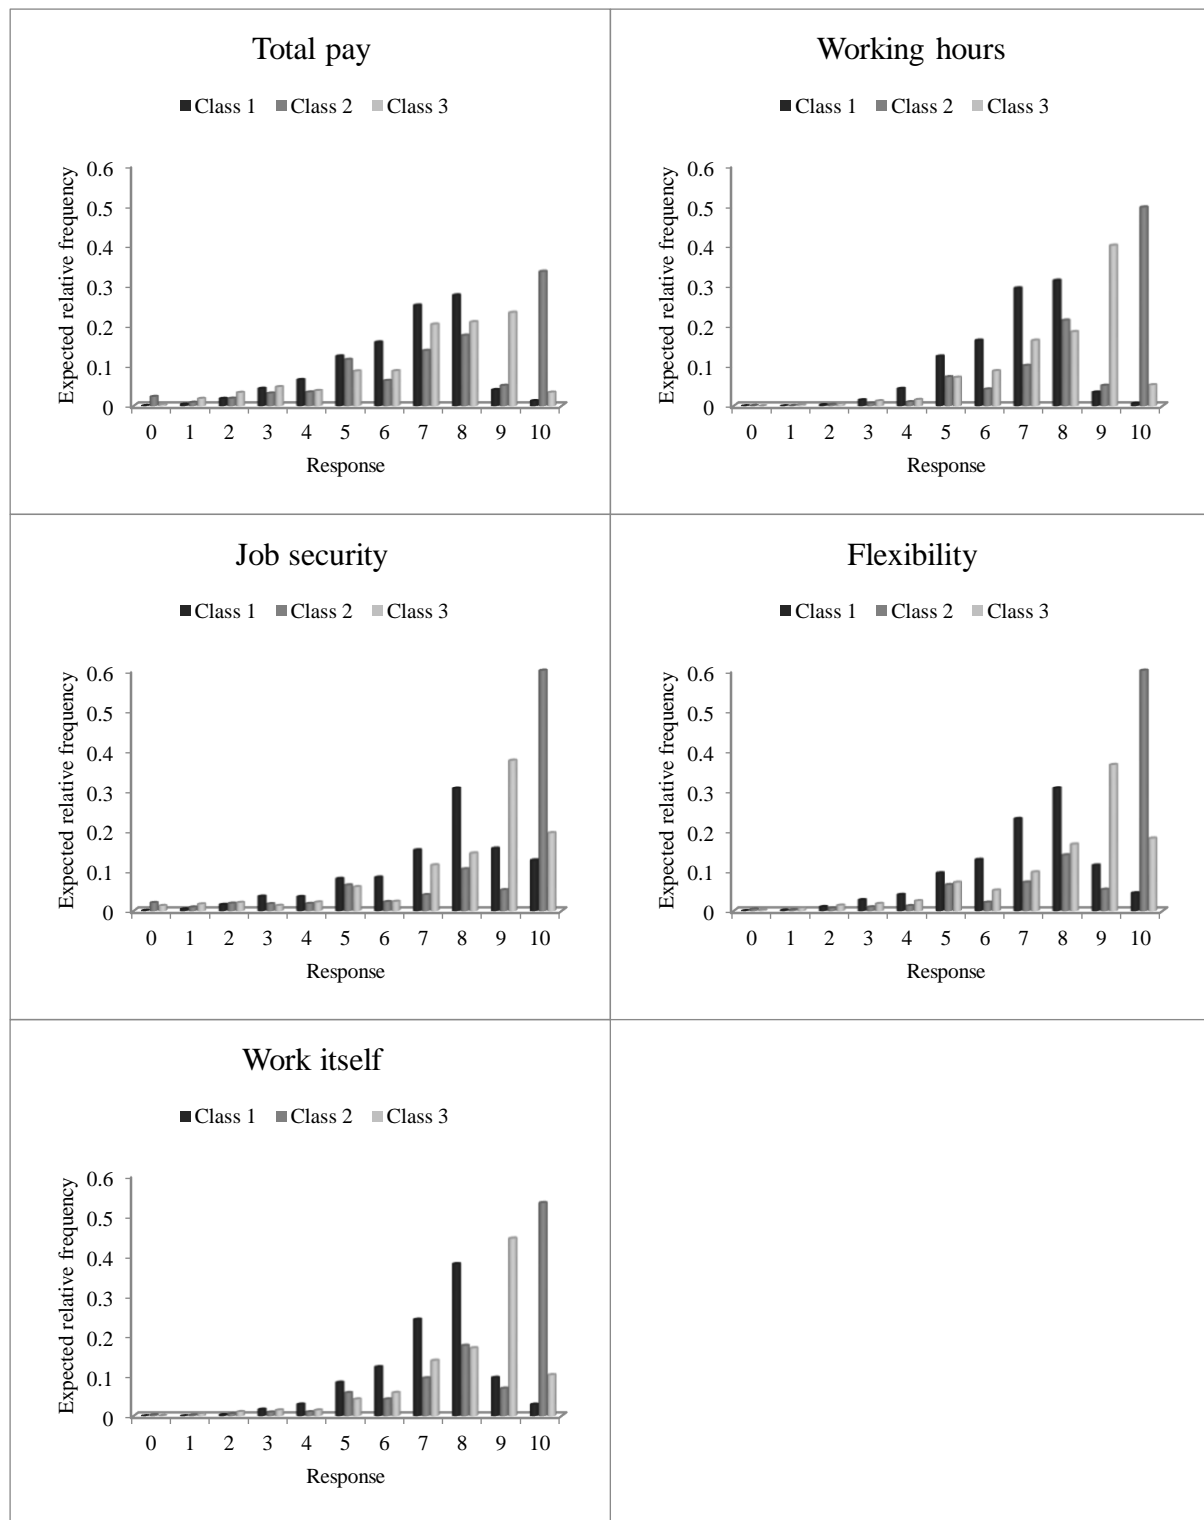 Total pay
Class 1 Class 2 Class 3
Expected relative frequency
0.6
0.5
0.4
0.3
0.2
0.1
0
0 1 2 3 4 5 6 7 8 9 10
Response
Working hours
Class 1 Class 2 Class 3
Expected relative frequency
0.6
0.5
0.4
0.3
0.2
0.1
0
0 1 2 3 4 5 6 7 8 9 10
Response
Job security
Class 1 Class 2 Class 3
Expected relative frequency
0.6
0.5
0.4
0.3
0.2
0.1
0
0 1 2 3 4 5 6 7 8 9 10
Response
Flexibility
Class 1 Class 2 Class 3
Expected relative frequency
0.6
0.5
0.4
0.3
0.2
0.1
0
0 1 2 3 4 5 6 7 8 9 10
Response
Work itself
Class 1 Class 2 Class 3
Expected relative frequency
0.6
0.5
0.4
0.3
0.2
0.1
0
0 1 2 3 4 5 6 7 8 9 10
Response